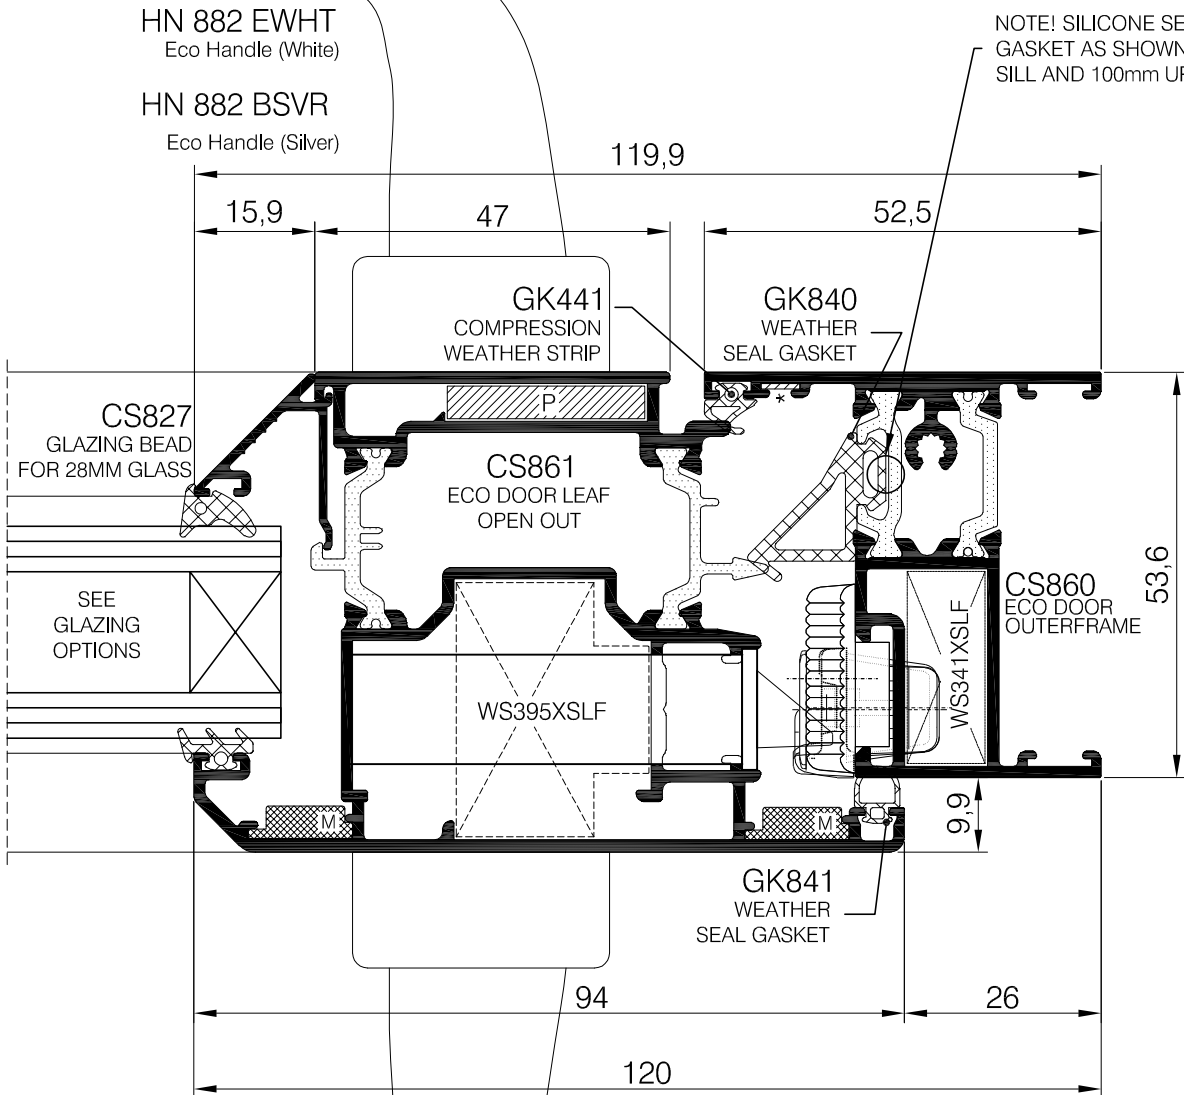 HN 882 EWHT
Eco Handle (White)
HN 882 BSVR
Eco Handle (Silver)
NOTE! SILICONE SE
GASKET AS SHOWN
SILL AND 100mm UP
119,9
15,9
47
52,5
GK441
COMPRESSION
WEATHER STRIP
GK840
WEATHER
SEAL GASKET
CS827
GLAZING BEAD
FOR 28MM GLASS
P
*
CS861
ECO DOOR LEAF
OPEN OUT
SEE
GLAZING
OPTIONS
WS395XSLF
WS341XSLF
CS860
ECO DOOR
OUTERFRAME
53,6
M
M
9,9
GK841
WEATHER
SEAL GASKET
94
26
120